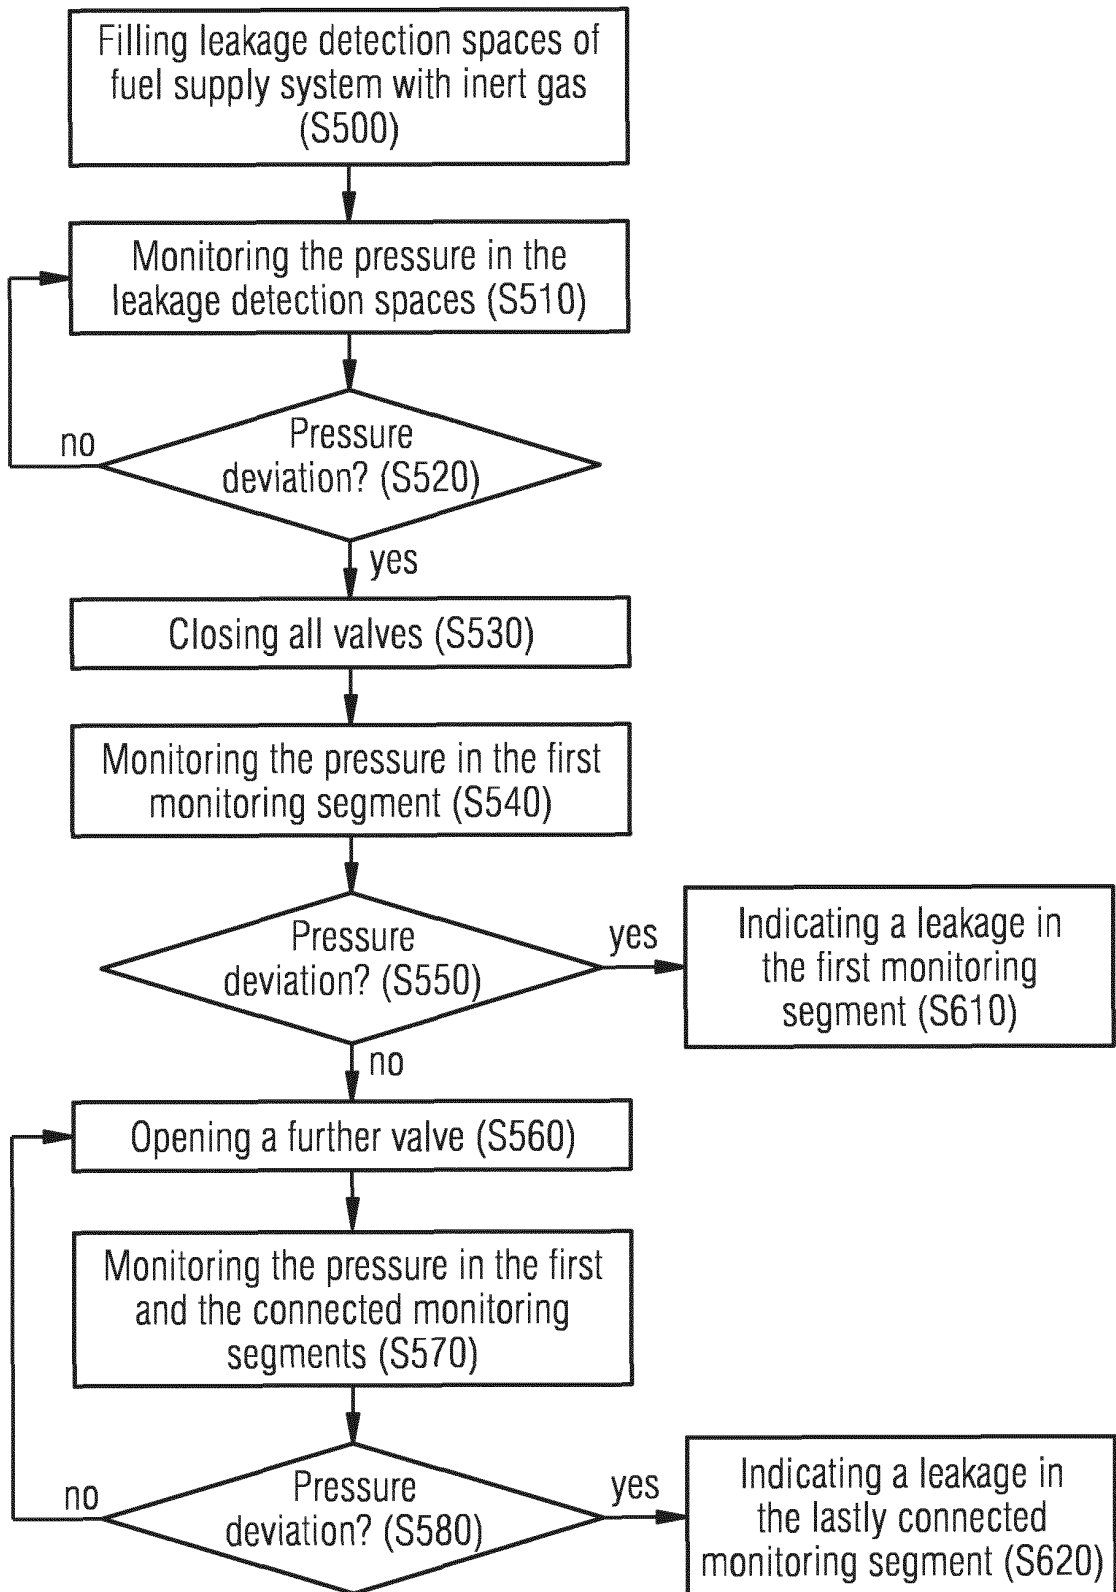 Filling leakage detection spaces of
fuel supply system with inert gas
(S500)
Monitoring the pressure in the
leakage detection spaces (S510)
no
Pressure
deviation? (S520)
yes
Closing all valves (S530)
Monitoring the pressure in the first
monitoring segment (S540)
Pressure
deviation? (S550)
yes
Indicating a leakage in
the first monitoring
segment (S610)
no
Opening a further valve (S560)
Monitoring the pressure in the first
and the connected monitoring
segments (S570)
no
Pressure
deviation? (S580)
yes
Indicating a leakage in
the lastly connected
monitoring segment (S620)